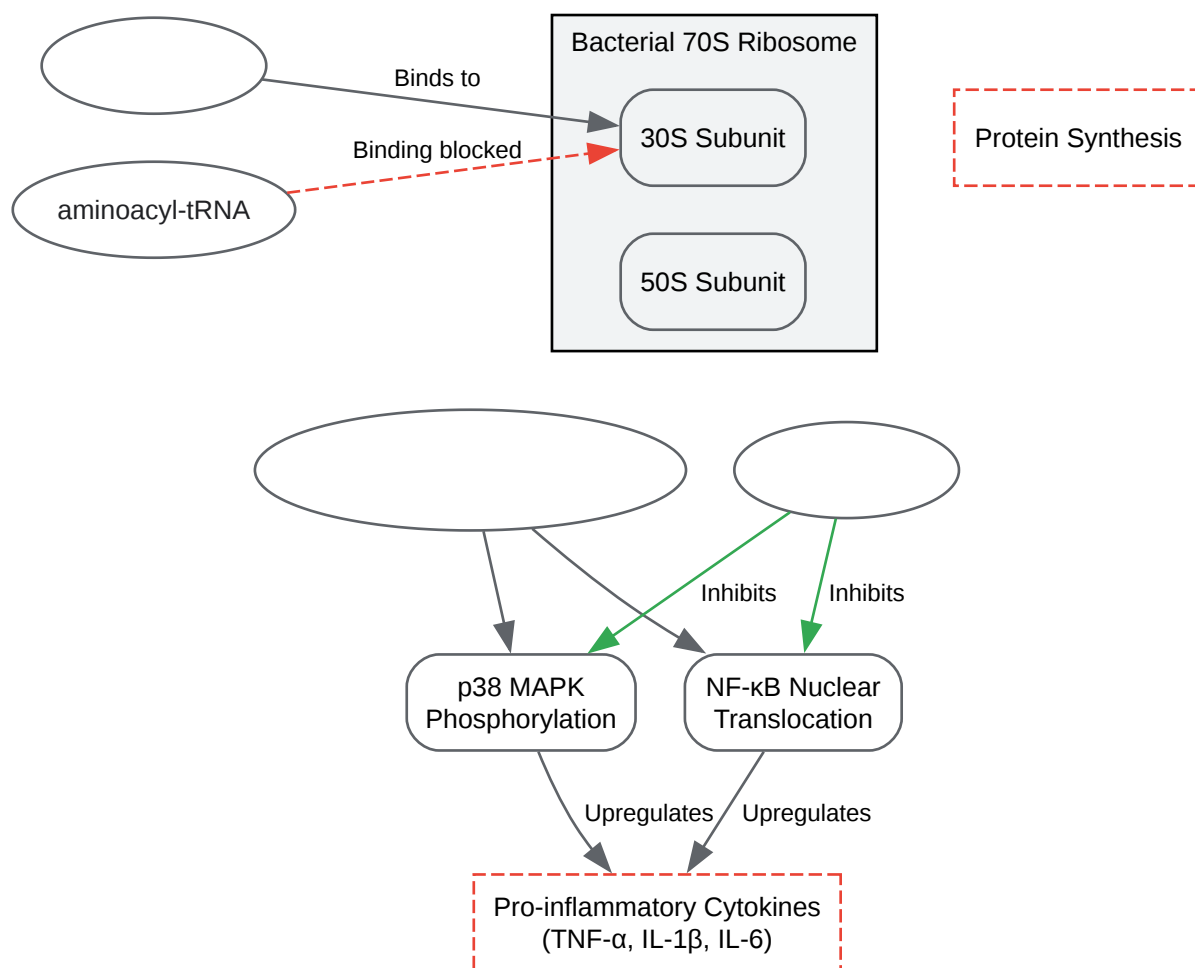 Bacterial 70S Ribosome
Binds to
30S Subunit
Protein Synthesis
Binding blocked
aminoacyl-tRNA
50S Subunit
Inhibits
Inhibits
p38 MAPK
Phosphorylation
NF-κB Nuclear
Translocation
Upregulates
Upregulates
Pro-inflammatory Cytokines
(TNF-α, IL-1β, IL-6)